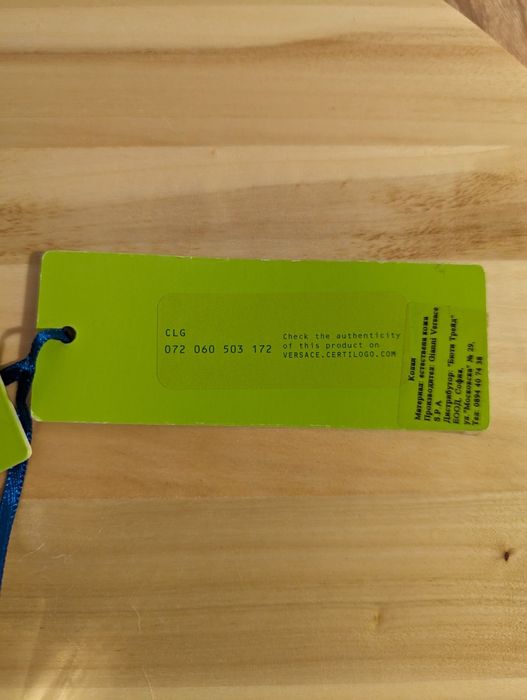 CLG
072 060 503 172
Check the authenticity
of this product on
VERSACE.CERTILOGO.COM
Колан
Материал: естествена кожа
Производител: Gianni Versace
S.P.A
Дистрибутор: "Бюти Трейд"
ЕООД, София,
ул."Московска" № 29,
Тел: 0894 40 74 38